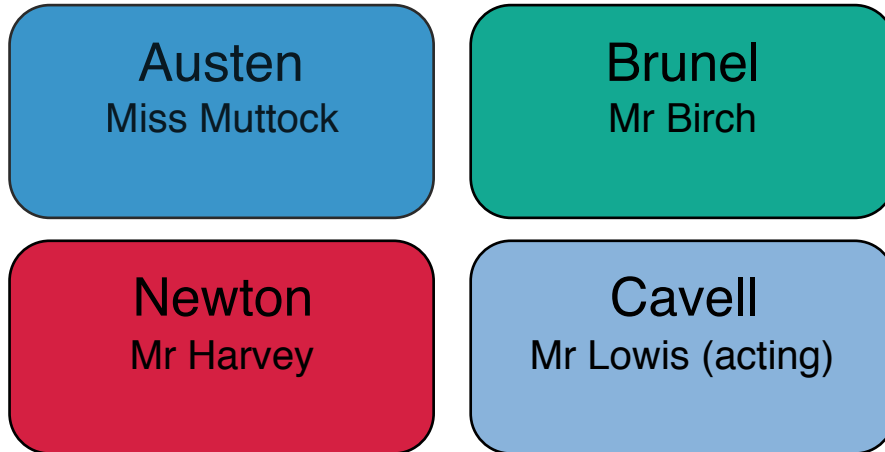 Austen
Miss Muttock
Brunel
Mr Birch
Newton
Mr Harvey
Cavell
Mr Lowis (acting)